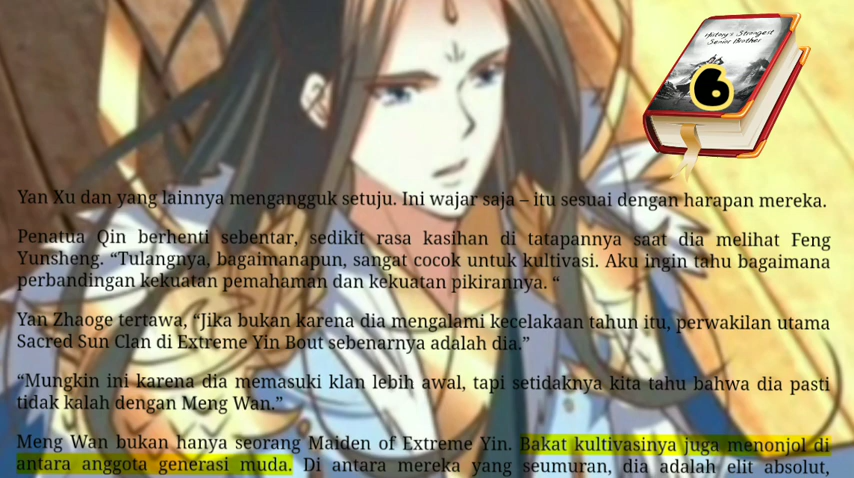 History's Strongest
Senior Brother
6
Yan Xu dan yang lainnya mengangguk setuju. Ini wajar saja – itu sesuai dengan harapan mereka.
Penatua Qin berhenti sebentar, sedikit rasa kasihan di tatapannya saat dia melihat Feng
Yunsheng. “Tulangnya, bagaimanapun, sangat cocok untuk kultivasi. Aku ingin tahu bagaimana
perbandingan kekuatan pemahaman dan kekuatan pikirannya. “
Yan Zhaoge tertawa, “Jika bukan karena dia mengalami kecelakaan tahun itu, perwakilan utama
Sacred Sun Clan di Extreme Yin Bout sebenarnya adalah dia.”
“Mungkin ini karena dia memasuki klan lebih awal, tapi setidaknya kita tahu bahwa dia pasti
tidak kalah dengan Meng Wan.”
Meng Wan bukan hanya seorang Maiden of Extreme Yin. Bakat kultivasinya juga menonjol di
antara anggota generasi muda. Di antara mereka yang seumuran, dia adalah elit absolut,